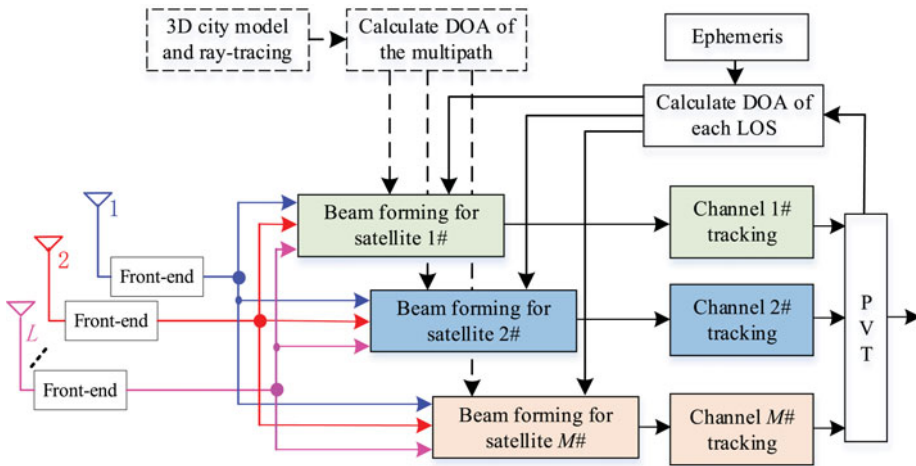 3D city model
and ray-tracing
Calculate DOA of
the multipath
Ephemeris
Calculate DOA of
each LOS
1
2
L
Front-end
Front-end
Front-end
Beam forming for
satellite 1#
Beam forming for
satellite 2#
Beam forming for
satellite M#
Channel 1#
tracking
Channel 2#
tracking
Channel M#
tracking
P
V
T